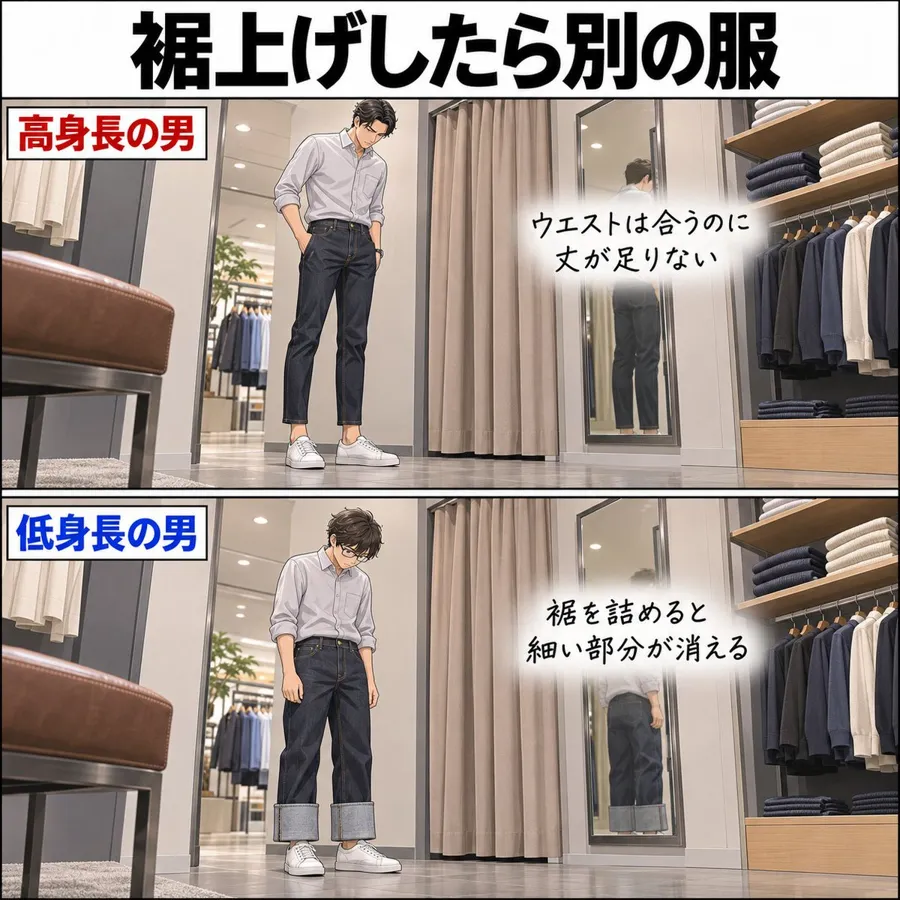 裾上げしたら別の服
高身長の男
ウエストは合うのに
丈が足りない
低身長の男
裾を詰めると
細い部分が消える